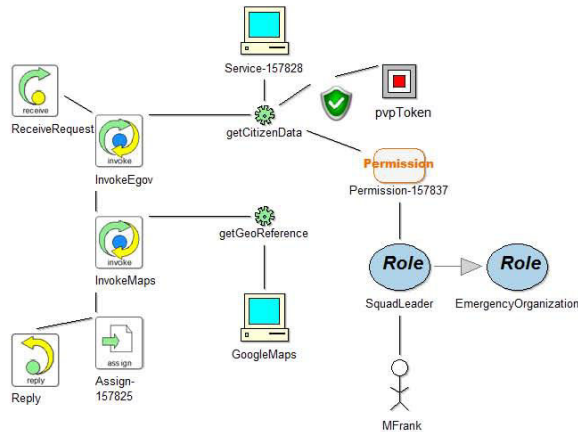 Service-157828
receive
ReceiveRequest
pvpToken
getCitizenData
invoke
InvokeEgov
Permission
Permission-157837
getGeoReference
invoke
InvokeMaps
Role
Role
SquadLeader
EmergencyOrganization
GoogleMaps
reply
Reply
assign
Assign-
157825
MFrank